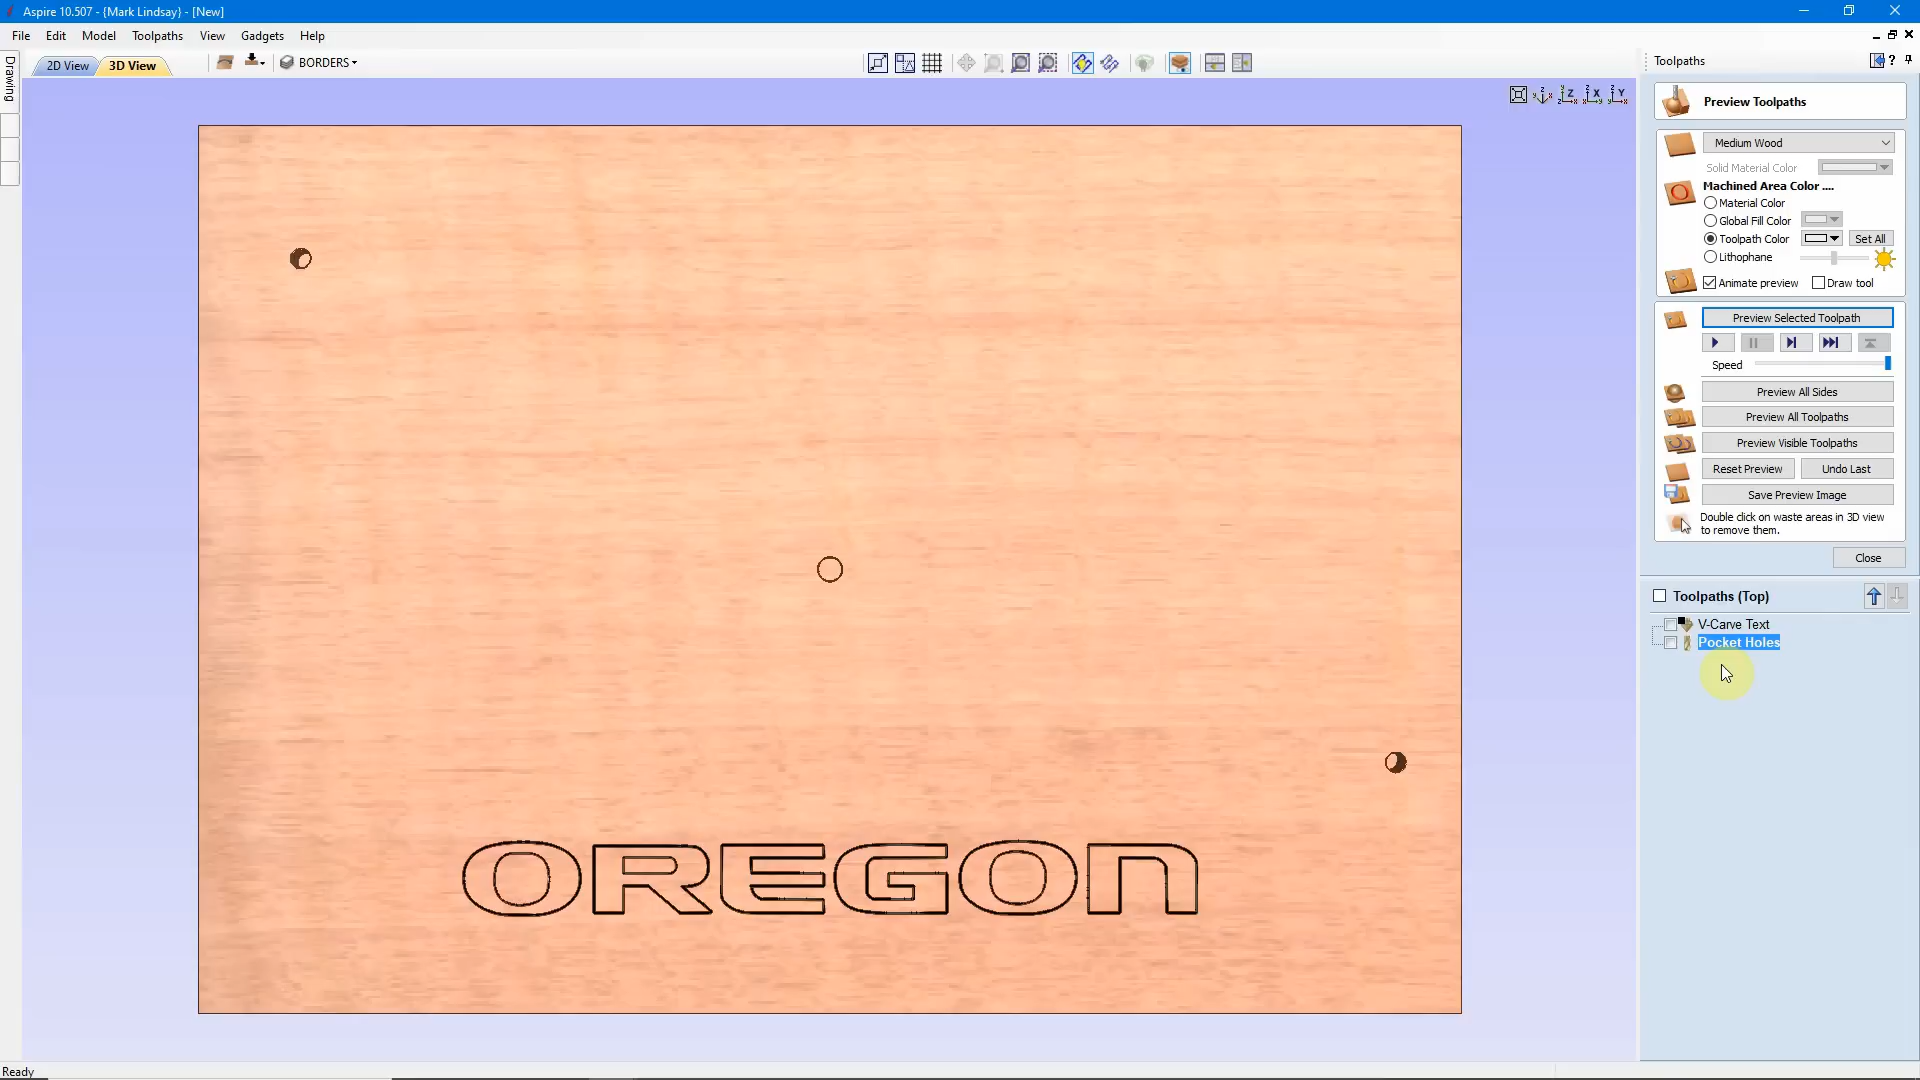 Aspire 10.507 - {Mark Lindsay} - [New]
File Edit Model Toolpaths View Gadgets Help
Drawing
2D View 3D View BORDERS
Z X Y
OREGON
Toolpaths ?
Preview Toolpaths
Medium Wood
Solid Material Color
Machined Area Color ....
Material Color
Global Fill Color
Toolpath Color Set All
Lithophane
Animate preview Draw tool
Preview Selected Toolpath
Speed
Preview All Sides
Preview All Toolpaths
Preview Visible Toolpaths
Reset Preview Undo Last
Save Preview Image
Double click on waste areas in 3D view
to remove them.
Close
Toolpaths (Top)
V-Carve Text
Pocket Holes
Ready